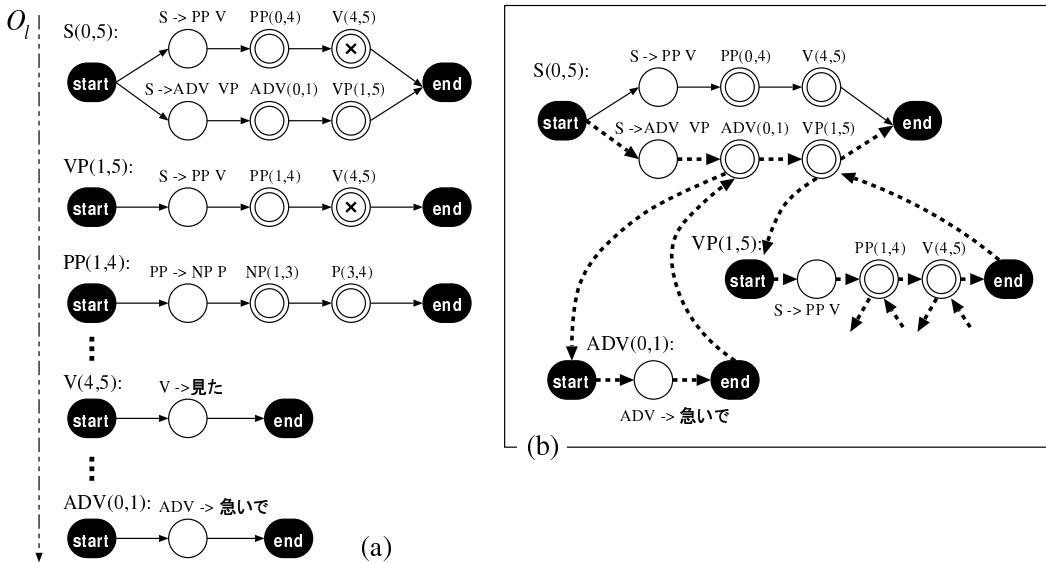 O_l
S(0,5):
S -> PP V PP(0,4) V(4,5)
start end
S ->ADV VP ADV(0,1) VP(1,5)
VP(1,5):
S -> PP V PP(1,4) V(4,5)
start end
PP(1,4):
PP -> NP P NP(1,3) P(3,4)
start end
V(4,5):
V ->見た
start end
ADV(0,1): ADV -> 急いで
start end
(a)
S(0,5):
S -> PP V PP(0,4) V(4,5)
start end
S ->ADV VP ADV(0,1) VP(1,5)
VP(1,5):
PP(1,4) V(4,5)
start end
S -> PP V
ADV(0,1):
start end
ADV -> 急いで
(b)